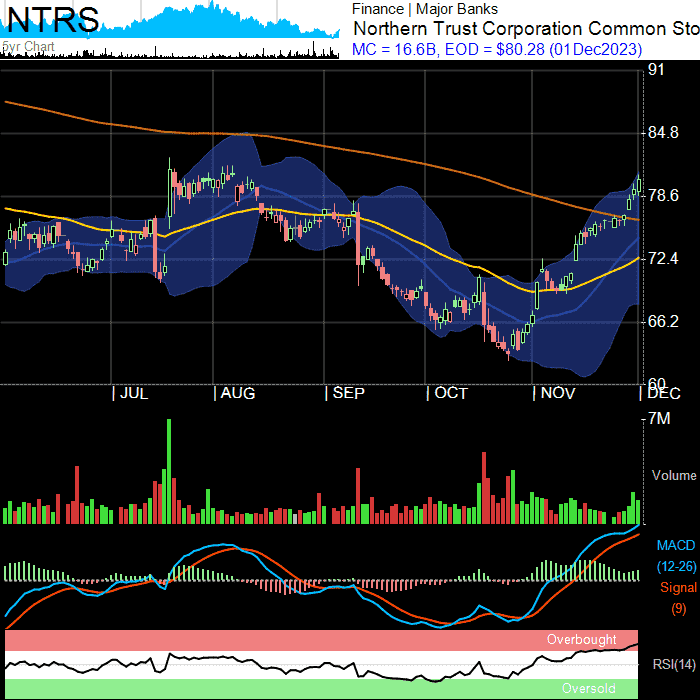 NTRS
5yr Chart
Finance | Major Banks
Northern Trust Corporation Common Sto
MC = 16.6B, EOD = $80.28 (01Dec2023)
91
84.8
78.6
72.4
66.2
60
JUL AUG SEP OCT NOV DEC
7M
Volume
MACD
(12-26)
Signal
(9)
Overbought
RSI(14)
Oversold